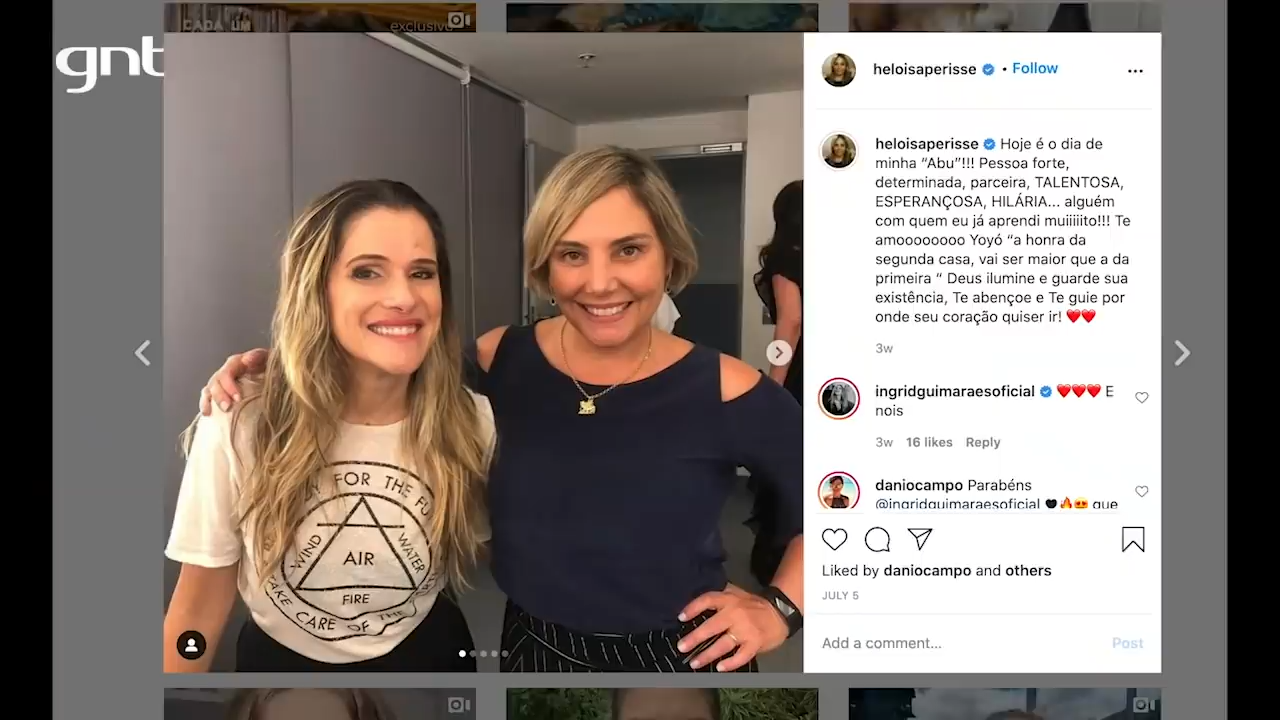 CADA UM
exclusivo
gnt
heloisaperisse • Follow
heloisaperisse Hoje é o dia de
minha “Abu”!!! Pessoa forte,
determinada, parceira, TALENTOSA,
ESPERANÇOSA, HILÁRIA... alguém
com quem eu já aprendi muiiiiito!!! Te
amoooooooo Yoyó “a honra da
segunda casa, vai ser maior que a da
primeira “ Deus ilumine e guarde sua
existência, Te abençoe e Te guie por
onde seu coração quiser ir! ❤️❤️
3w
ingridguimaraesoficial ❤️❤️❤️ E
nois
3w 16 likes Reply
daniocampo Parabéns
@ingridguimaraesoficial 🖤🔥😍 que
Liked by daniocampo and others
JULY 5
Add a comment... Post
FOR THE FU
WIND
WATER
AIR
FIRE
TAKE CARE OF THE